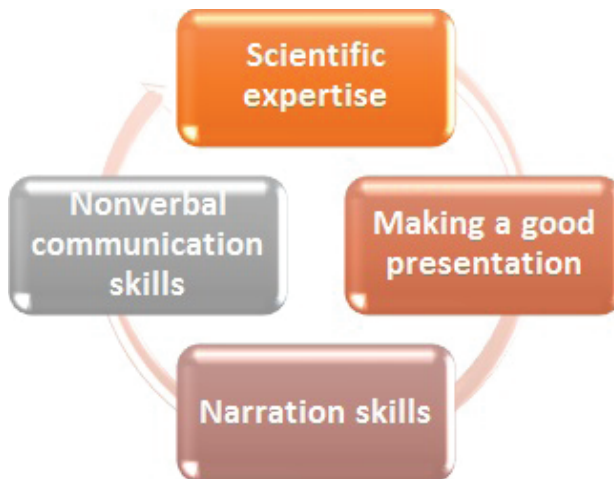 Scientific
expertise
Making a good
presentation
Narration skills
Nonverbal
communication
skills